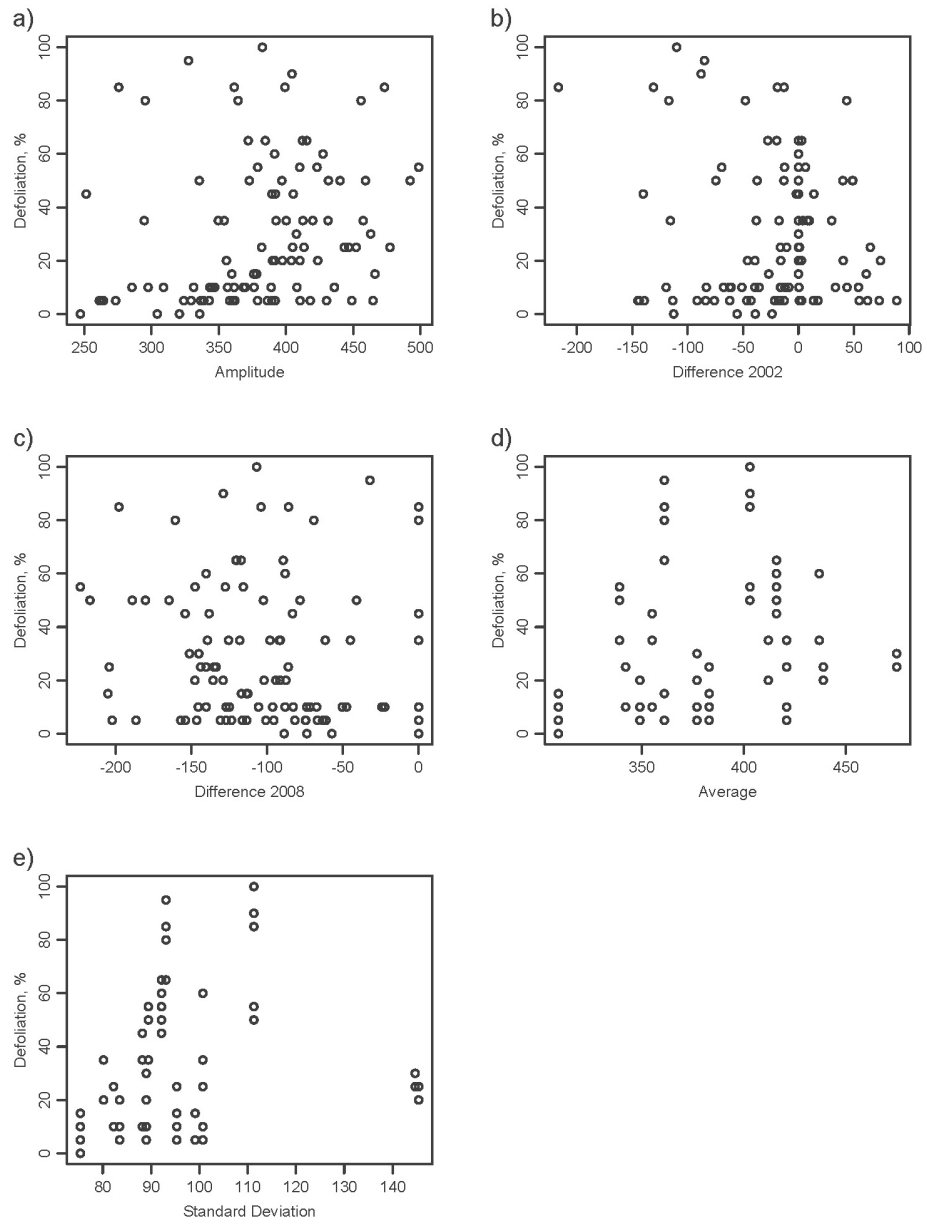 a)
Defoliation, %
0 20 40 60 80 100
250 300 350 400 450 500
Amplitude
b)
Defoliation, %
0 20 40 60 80 100
-200 -150 -100 -50 0 50 100
Difference 2002
c)
Defoliation, %
0 20 40 60 80 100
-200 -150 -100 -50 0
Difference 2008
d)
Defoliation, %
0 20 40 60 80 100
350 400 450
Average
e)
Defoliation, %
0 20 40 60 80 100
80 90 100 110 120 130 140
Standard Deviation